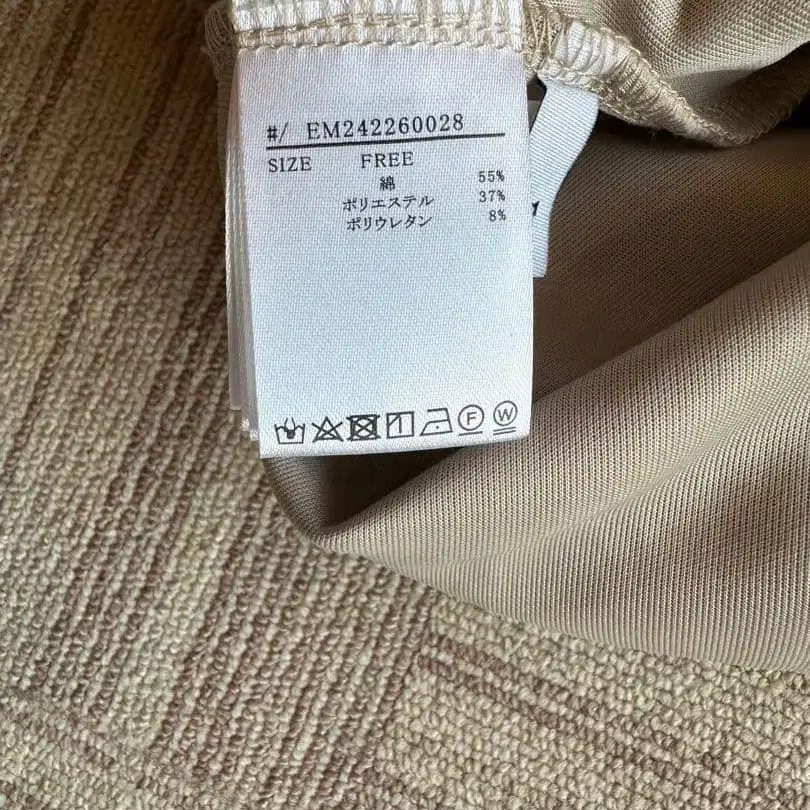 #/ EM242260028
SIZE FREE
綿 55%
ポリエステル 37%
ポリウレタン 8%
F
W